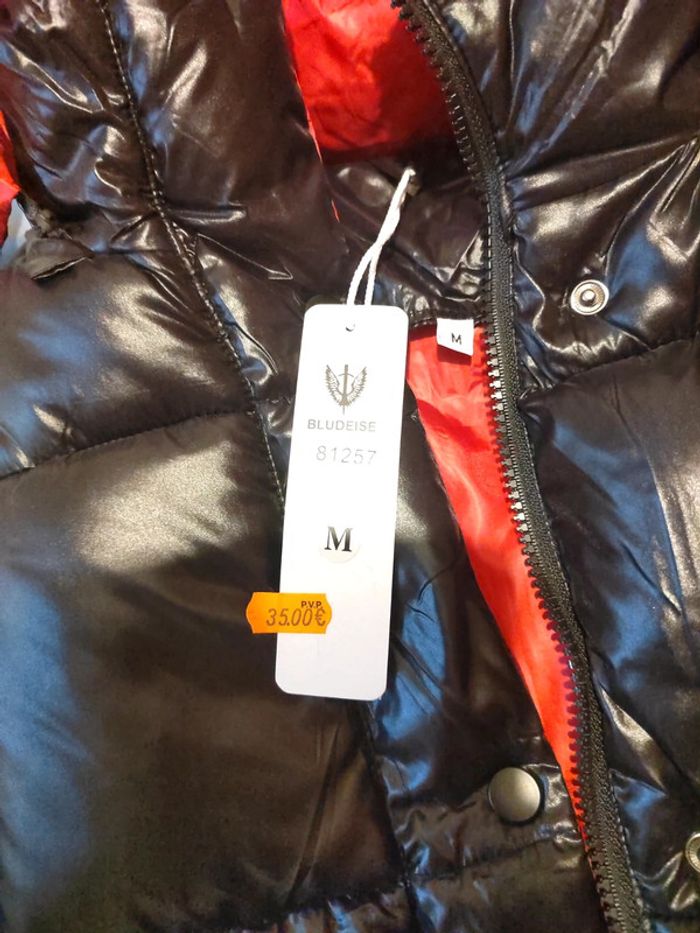 M
BLUDEISE
81257
M
P.V.P.
35.00€